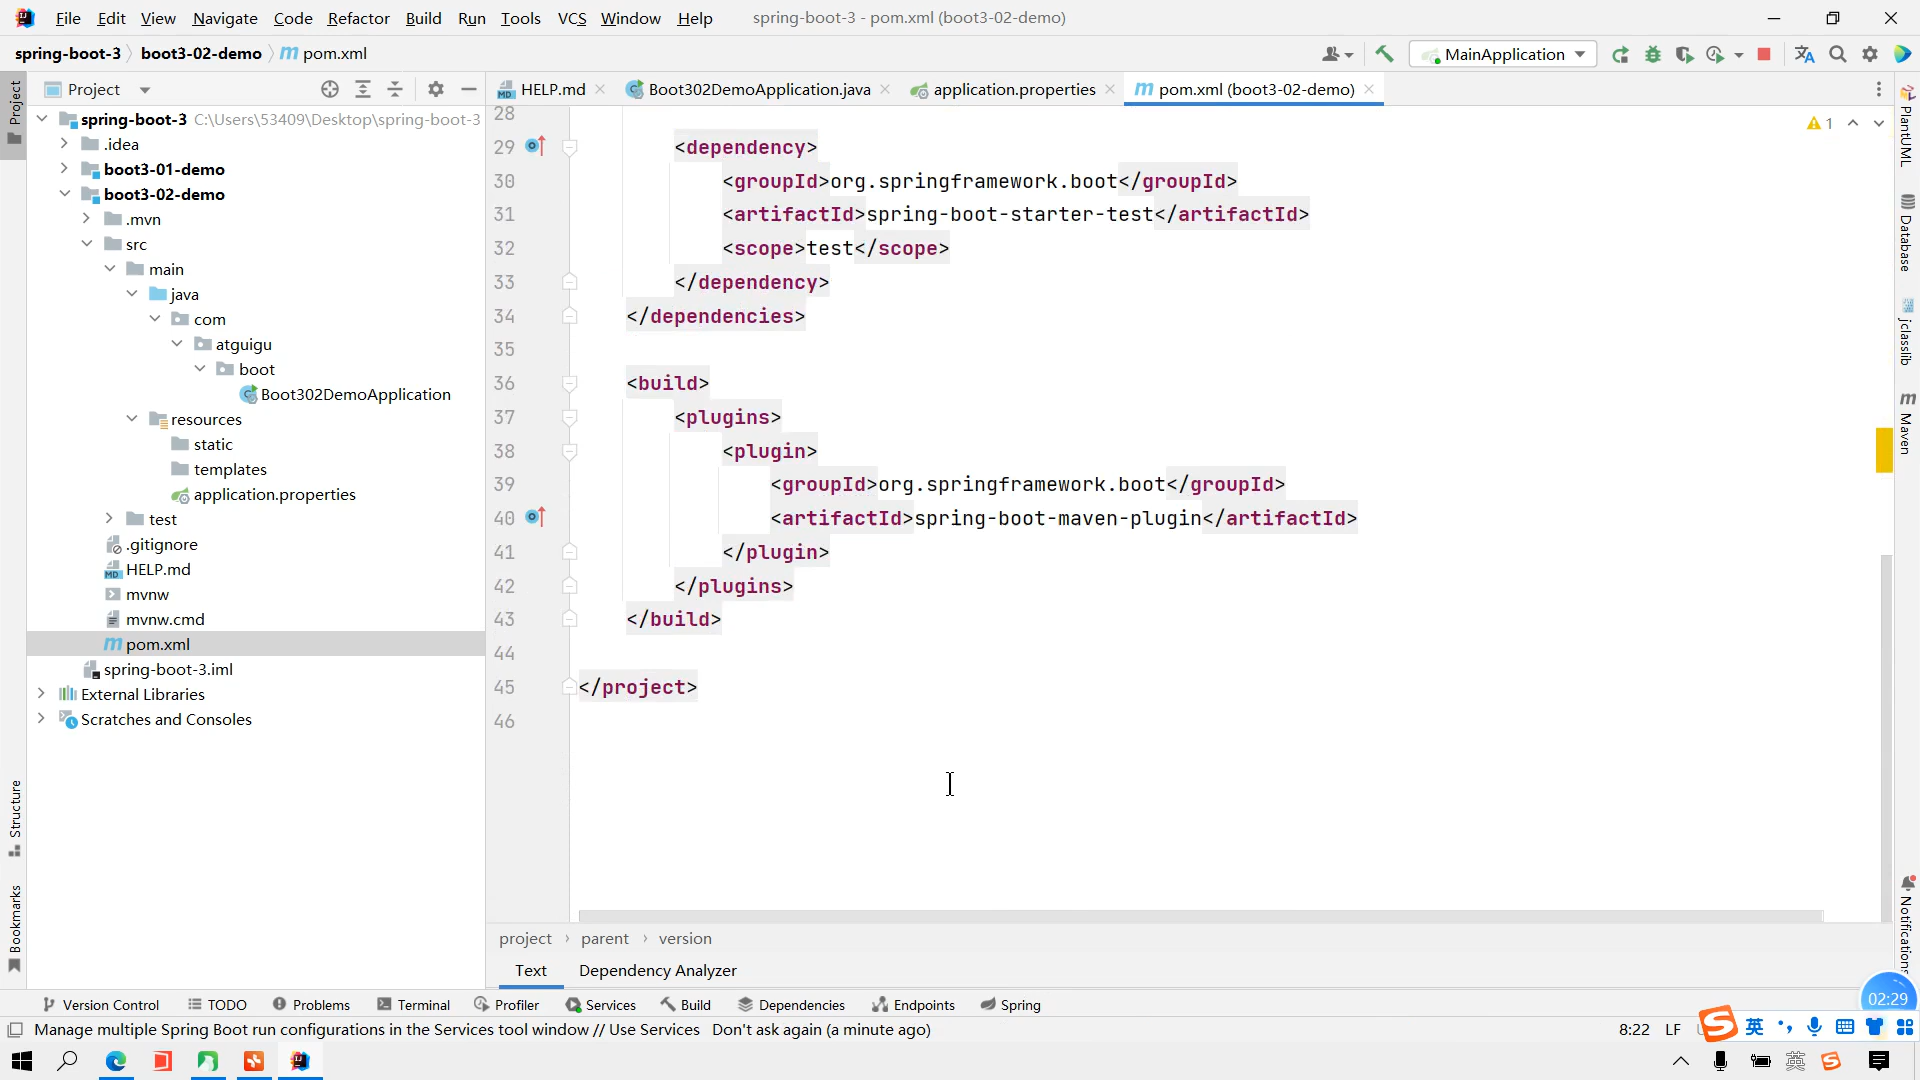 File Edit View Navigate Code Refactor Build Run Tools VCS Window Help spring-boot-3 - pom.xml (boot3-02-demo)
spring-boot-3 boot3-02-demo pom.xml MainApplication
Project HELP.md Boot302DemoApplication.java application.properties pom.xml (boot3-02-demo)
Project
spring-boot-3 C:\Users\53409\Desktop\spring-boot-3
.idea
boot3-01-demo
boot3-02-demo
.mvn
src
main
java
com
atguigu
boot
Boot302DemoApplication
resources
static
templates
application.properties
test
.gitignore
HELP.md
mvnw
mvnw.cmd
pom.xml
spring-boot-3.iml
External Libraries
Scratches and Consoles
Structure
Bookmarks
1
28
29 <dependency>
30 <groupId>org.springframework.boot</groupId>
31 <artifactId>spring-boot-starter-test</artifactId>
32 <scope>test</scope>
33 </dependency>
34 </dependencies>
35
36 <build>
37 <plugins>
38 <plugin>
39 <groupId>org.springframework.boot</groupId>
40 <artifactId>spring-boot-maven-plugin</artifactId>
41 </plugin>
42 </plugins>
43 </build>
44
45 </project>
46
project parent version
Text Dependency Analyzer
PlantUML
Database
jclasslib
Maven
Notifications
02:29
Version Control TODO Problems Terminal Profiler Services Build Dependencies Endpoints Spring
Manage multiple Spring Boot run configurations in the Services tool window // Use Services Don't ask again (a minute ago) 8:22 LF
英
英